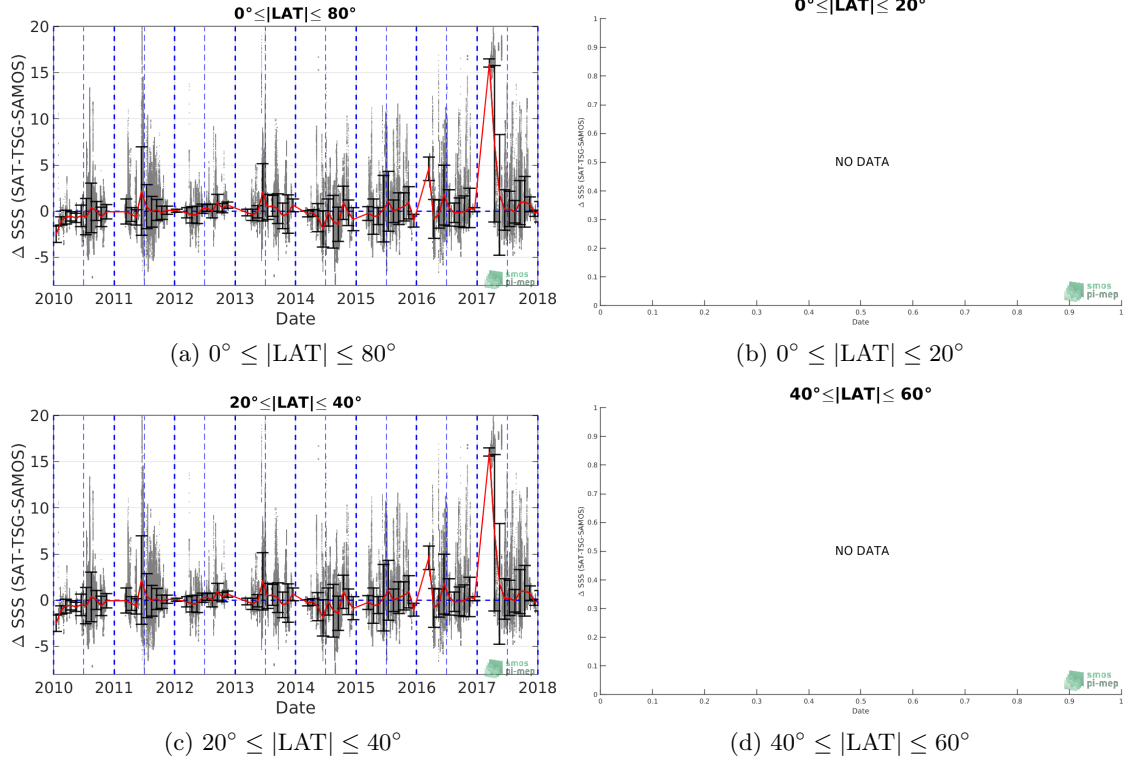 0°≤|LAT|≤ 80°
Δ SSS (SAT-TSG-SAMOS)
20
15
10
5
0
-5
2010 2011 2012 2013 2014 2015 2016 2017 2018
Date
smos
pi-mep
(a) 0° ≤ |LAT| ≤ 80°
0°≤|LAT|≤ 20°
Δ SSS (SAT-TSG-SAMOS)
1
0.9
0.8
0.7
0.6
0.5
0.4
0.3
0.2
0.1
0
NO DATA
0 0.1 0.2 0.3 0.4 0.5 0.6 0.7 0.8 0.9 1
Date
smos
pi-mep
(b) 0° ≤ |LAT| ≤ 20°
20°≤|LAT|≤ 40°
Δ SSS (SAT-TSG-SAMOS)
20
15
10
5
0
-5
2010 2011 2012 2013 2014 2015 2016 2017 2018
Date
smos
pi-mep
(c) 20° ≤ |LAT| ≤ 40°
40°≤|LAT|≤ 60°
Δ SSS (SAT-TSG-SAMOS)
1
0.9
0.8
0.7
0.6
0.5
0.4
0.3
0.2
0.1
0
NO DATA
0 0.1 0.2 0.3 0.4 0.5 0.6 0.7 0.8 0.9 1
Date
smos
pi-mep
(d) 40° ≤ |LAT| ≤ 60°